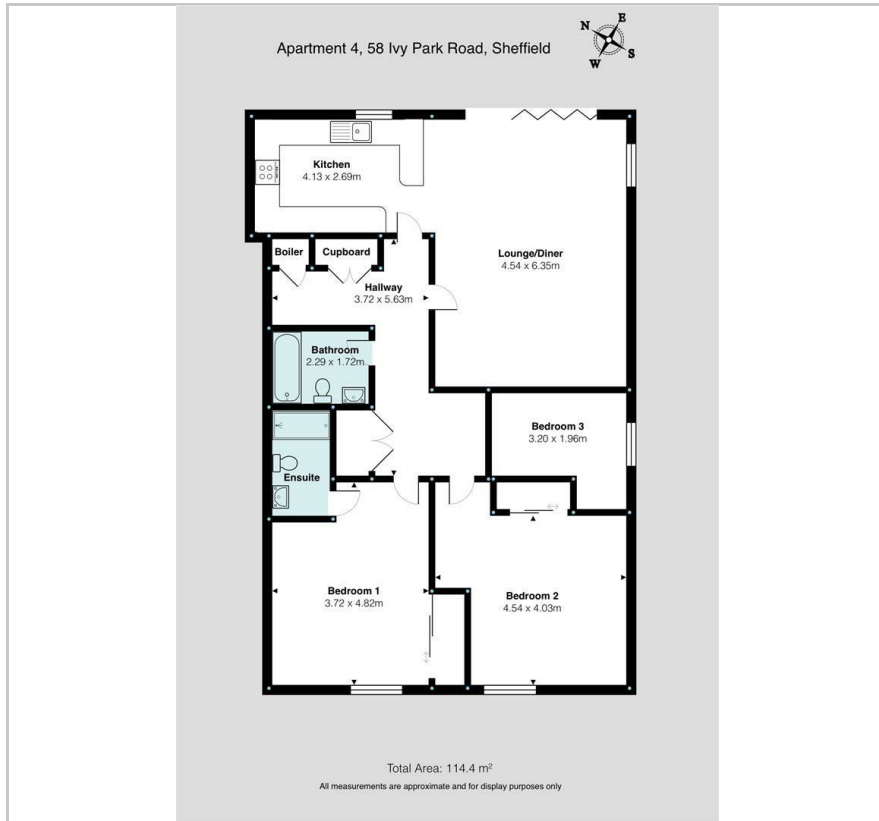 Apartment 4, 58 Ivy Park Road, Sheffield
N
E
S
W
Kitchen
4.13 x 2.69m
Boiler
Cupboard
Lounge/Diner
4.54 x 6.35m
Hallway
3.72 x 5.63m
Bathroom
2.29 x 1.72m
Bedroom 3
3.20 x 1.96m
Ensuite
Bedroom 1
3.72 x 4.82m
Bedroom 2
4.54 x 4.03m
Total Area: 114.4 m²
All measurements are approximate and for display purposes only